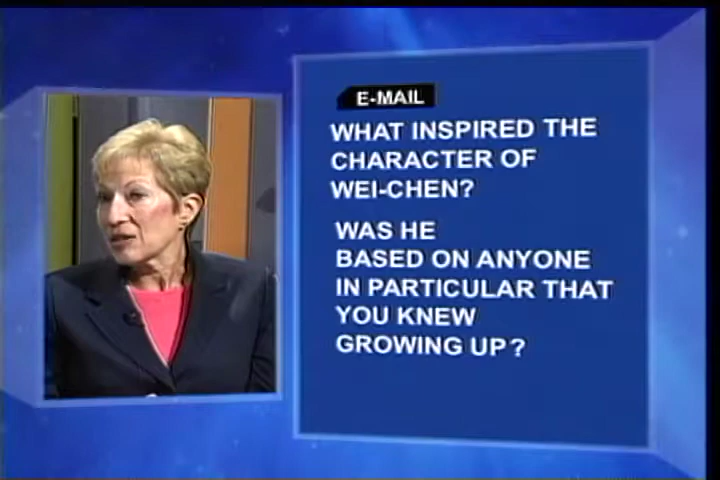 E-MAIL
WHAT INSPIRED THE
CHARACTER OF
WEI-CHEN?
WAS HE
BASED ON ANYONE
IN PARTICULAR THAT
YOU KNEW
GROWING UP?